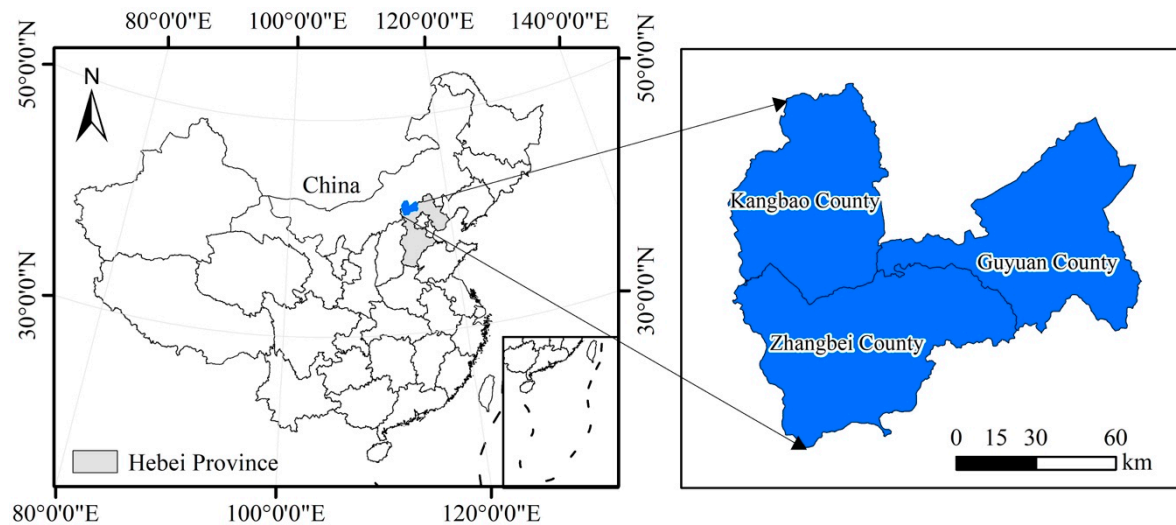 80°0'0"E 100°0'0"E 120°0'0"E 140°0'0"E
50°0'0"N
30°0'0"N
N
China
Hebei Province
80°0'0"E 100°0'0"E 120°0'0"E
50°0'0"N
30°0'0"N
Kangbao County
Guyuan County
Zhangbei County
0 15 30 60
km